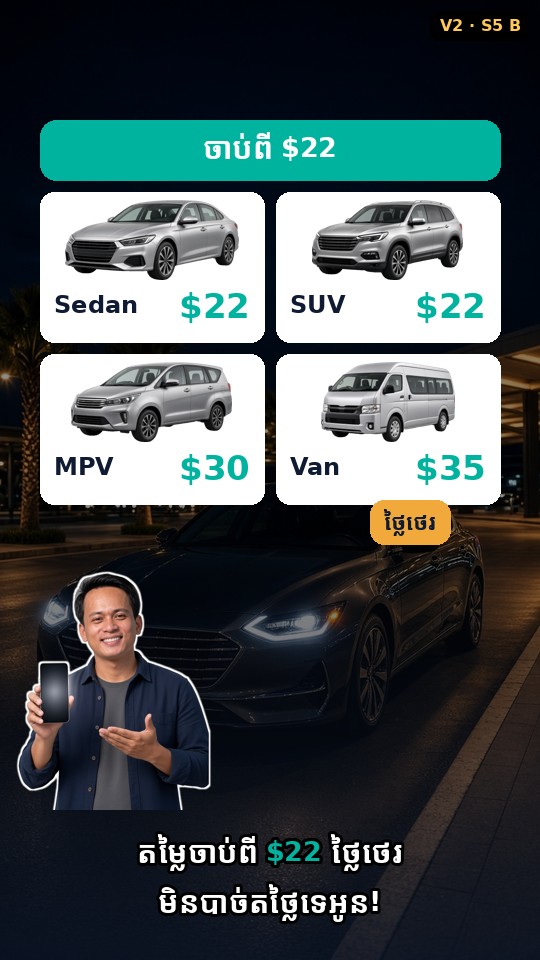 V2 · S5 B
ចាប់ពី $22
Sedan $22
SUV $22
MPV $30
Van $35
ថ្លៃថេរ
តម្លៃចាប់ពី $22 ថ្លៃថេរ
មិនបាច់តថ្លៃទេអូន!